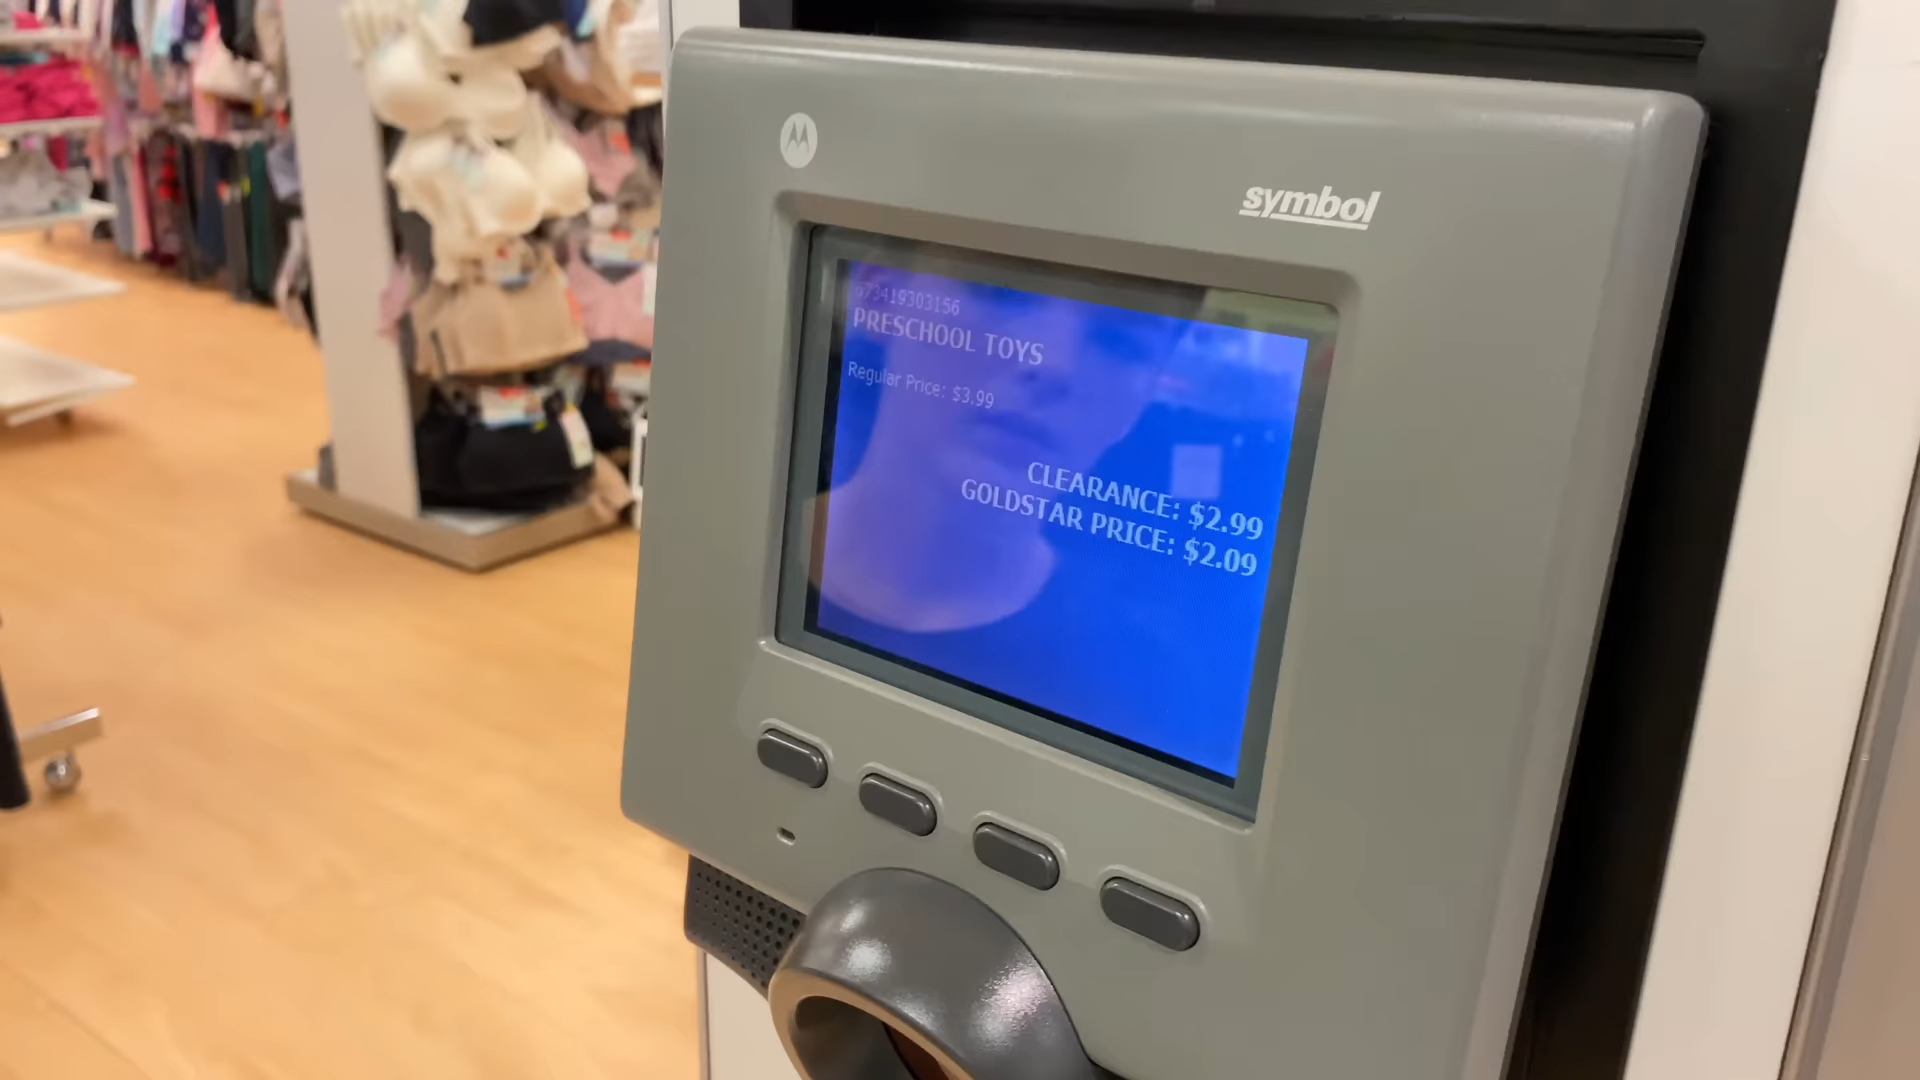 symbol
973419303156
PRESCHOOL TOYS
Regular Price: $3.99
CLEARANCE: $2.99
GOLDSTAR PRICE: $2.09